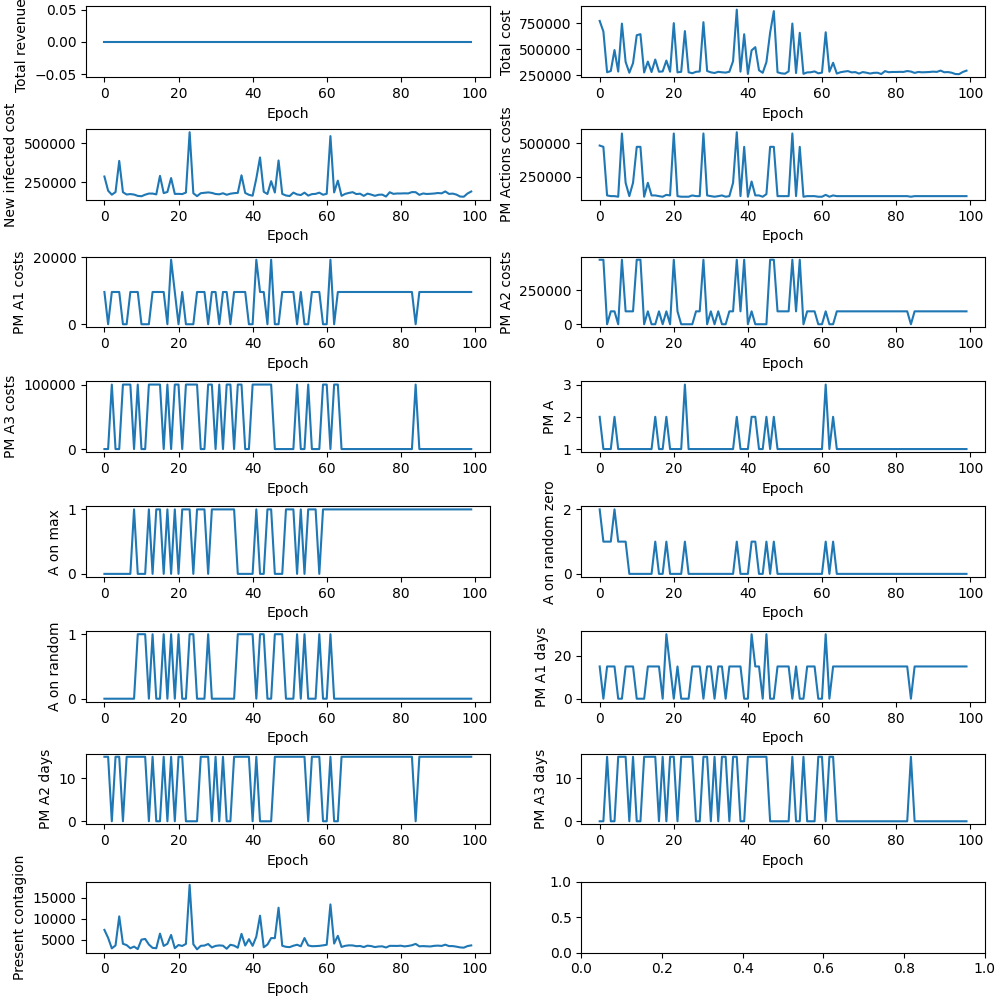 Total revenue
0.05
0.00
−0.05
0 20 40 60 80 100
Epoch
Total cost
750000
500000
250000
0 20 40 60 80 100
Epoch
New infected cost
500000
250000
0 20 40 60 80 100
Epoch
PM Actions costs
500000
250000
0 20 40 60 80 100
Epoch
PM A1 costs
20000
0
0 20 40 60 80 100
Epoch
PM A2 costs
250000
0
0 20 40 60 80 100
Epoch
PM A3 costs
100000
0
0 20 40 60 80 100
Epoch
PM A
3
2
1
0 20 40 60 80 100
Epoch
A on max
1
0
0 20 40 60 80 100
Epoch
A on random zero
2
0
0 20 40 60 80 100
Epoch
A on random
1
0
0 20 40 60 80 100
Epoch
PM A1 days
20
0
0 20 40 60 80 100
Epoch
PM A2 days
10
0
0 20 40 60 80 100
Epoch
PM A3 days
10
0
0 20 40 60 80 100
Epoch
Present contagion
15000
10000
5000
0 20 40 60 80 100
Epoch
1.0
0.5
0.0
0.0 0.2 0.4 0.6 0.8 1.0